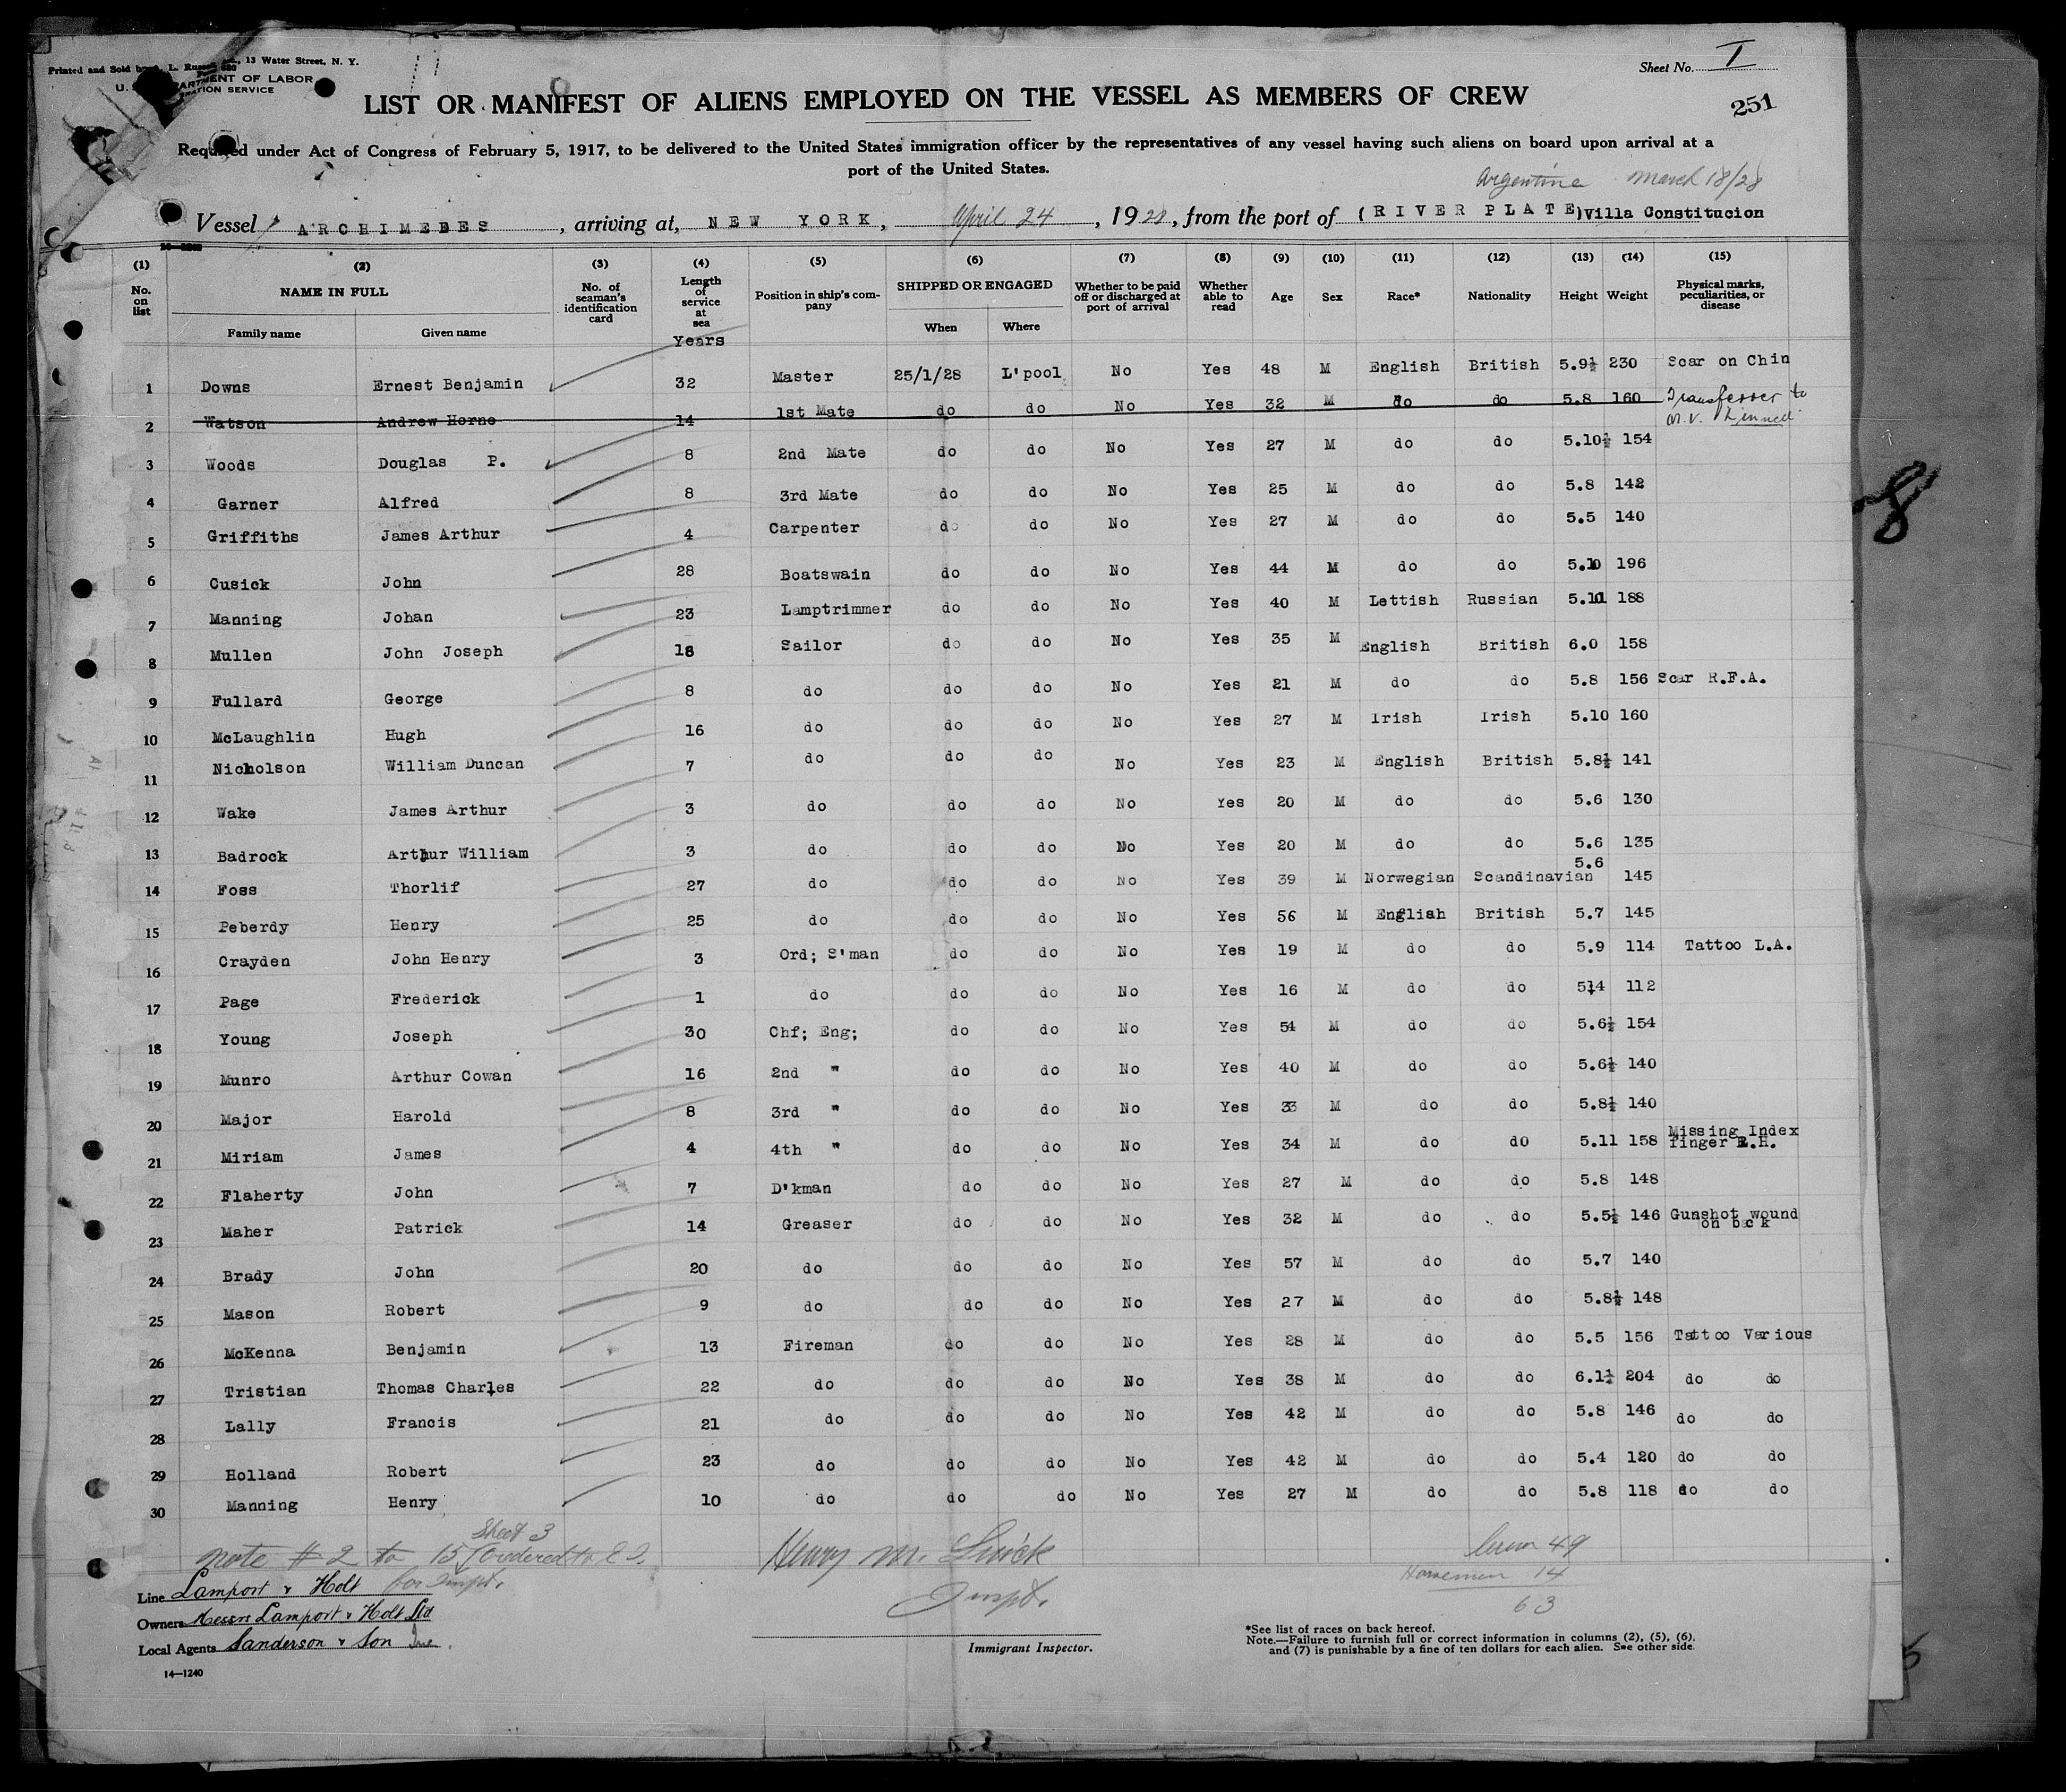 Printed and Sold by L. Russell, 13 Water Street, N. Y.
Sheet No. I
U. S. DEPARTMENT OF LABOR
IMMIGRATION SERVICE
LIST OR MANIFEST OF ALIENS EMPLOYED ON THE VESSEL AS MEMBERS OF CREW
251
Required under Act of Congress of February 5, 1917, to be delivered to the United States immigration officer by the representatives of any vessel having such aliens on board upon arrival at a
port of the United States.
Argentine March 18/28
Vessel ARCHIMEDES, arriving at, NEW YORK, April 24, 1928, from the port of (RIVER PLATE) Villa Constitucion
(1) (2) (3) (4) (5) (6) (7) (8) (9) (10) (11) (12) (13) (14) (15)
No. on list NAME IN FULL Family name Given name No. of seaman's identification card Length of service at sea Years Position in ship's company SHIPPED OR ENGAGED When Where Whether to be paid off or discharged at port of arrival Whether able to read Age Sex Race* Nationality Height Weight Physical marks, peculiarities, or disease
1 Downs Ernest Benjamin 32 Master 25/1/28 L'pool No Yes 48 M English British 5.9½ 230 Scar on Chin
2 Watson Andrew Horne 14 1st Mate do do No Yes 32 M do do 5.8 160 Transferred to M.V. Linnell
3 Woods Douglas P. 8 2nd Mate do do No Yes 27 M do do 5.10½ 154
4 Garner Alfred 8 3rd Mate do do No Yes 25 M do do 5.8 142
5 Griffiths James Arthur 4 Carpenter do do No Yes 27 M do do 5.5 140
6 Cusick John 28 Boatswain do do No Yes 44 M do do 5.10 196
7 Manning Johan 23 Lamptrimmer do do No Yes 40 M Lettish Russian 5.11 188
8 Mullen John Joseph 18 Sailor do do No Yes 35 M English British 6.0 158
9 Fullard George 8 do do do No Yes 21 M do do 5.8 156 Scar R.F.A.
10 McLaughlin Hugh 16 do do do No Yes 27 M Irish Irish 5.10 160
11 Nicholson William Duncan 7 do do do No Yes 23 M English British 5.8½ 141
12 Wake James Arthur 3 do do do No Yes 20 M do do 5.6 130
13 Badrock Arthur William 3 do do do No Yes 20 M do do 5.6 135
14 Foss Thorlif 27 do do do No Yes 39 M Norwegian Scandinavian 5.6 145
15 Peberdy Henry 25 do do do No Yes 56 M English British 5.7 145
16 Crayden John Henry 3 Ord; S'man do do No Yes 19 M do do 5.9 114 Tattoo L.A.
17 Page Frederick 1 do do do No Yes 16 M do do 5.4 112
18 Young Joseph 30 Chf; Eng; do do No Yes 54 M do do 5.6½ 154
19 Munro Arthur Cowan 16 2nd " do do No Yes 40 M do do 5.6½ 140
20 Major Harold 8 3rd " do do No Yes 33 M do do 5.8½ 140
21 Miriam James 4 4th " do do No Yes 34 M do do 5.11 158 Missing Index finger R.H.
22 Flaherty John 7 D'kman do do No Yes 27 M do do 5.8 148
23 Maher Patrick 14 Greaser do do No Yes 32 M do do 5.5½ 146 Gunshot wound on back
24 Brady John 20 do do do No Yes 57 M do do 5.7 140
25 Mason Robert 9 do do do No Yes 27 M do do 5.8½ 148
26 McKenna Benjamin 13 Fireman do do No Yes 28 M do do 5.5 156 Tattoo Various
27 Tristian Thomas Charles 22 do do do No Yes 38 M do do 6.1½ 204 do do
28 Lally Francis 21 do do do No Yes 42 M do do 5.8 146 do do
29 Holland Robert 23 do do do No Yes 42 M do do 5.4 120 do do
30 Manning Henry 10 do do do No Yes 27 M do do 5.8 118 do do
Note # 2 to 15 Sheet 3 ordered to E I. for Inspt.
Henry M. Quick
Inspt.
Crew 49
Horsemen 14
63
Line Lamport & Holt
Owners Messrs Lamport & Holt Ltd
Local Agents Sanderson & Son Inc.
Immigrant Inspector.
*See list of races on back hereof.
Note.—Failure to furnish full or correct information in columns (2), (5), (6),
and (7) is punishable by a fine of ten dollars for each alien. See other side
14—1240
8